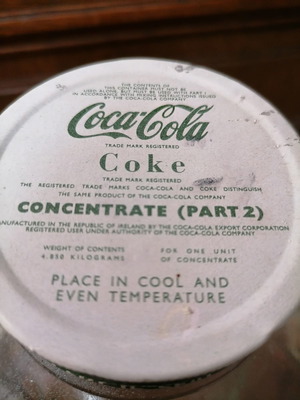 THE CONTENTS OF
THIS CONTAINER MUST NOT BE
USED ALONE, BUT MUST BE USED WITH PART 1
IN ACCORDANCE WITH MIXING INSTRUCTIONS ISSUED
BY THE COCA-COLA COMPANY
Coca-Cola
TRADE MARK REGISTERED
Coke
TRADE MARK REGISTERED
THE REGISTERED TRADE MARKS COCA-COLA AND COKE DISTINGUISH
THE SAME PRODUCT OF THE COCA-COLA COMPANY
CONCENTRATE (PART 2)
MANUFACTURED IN THE REPUBLIC OF IRELAND BY THE COCA-COLA EXPORT CORPORATION
REGISTERED USER UNDER AUTHORITY OF THE COCA-COLA COMPANY
WEIGHT OF CONTENTS FOR ONE UNIT
4.850 KILOGRAMS OF CONCENTRATE
PLACE IN COOL AND
EVEN TEMPERATURE